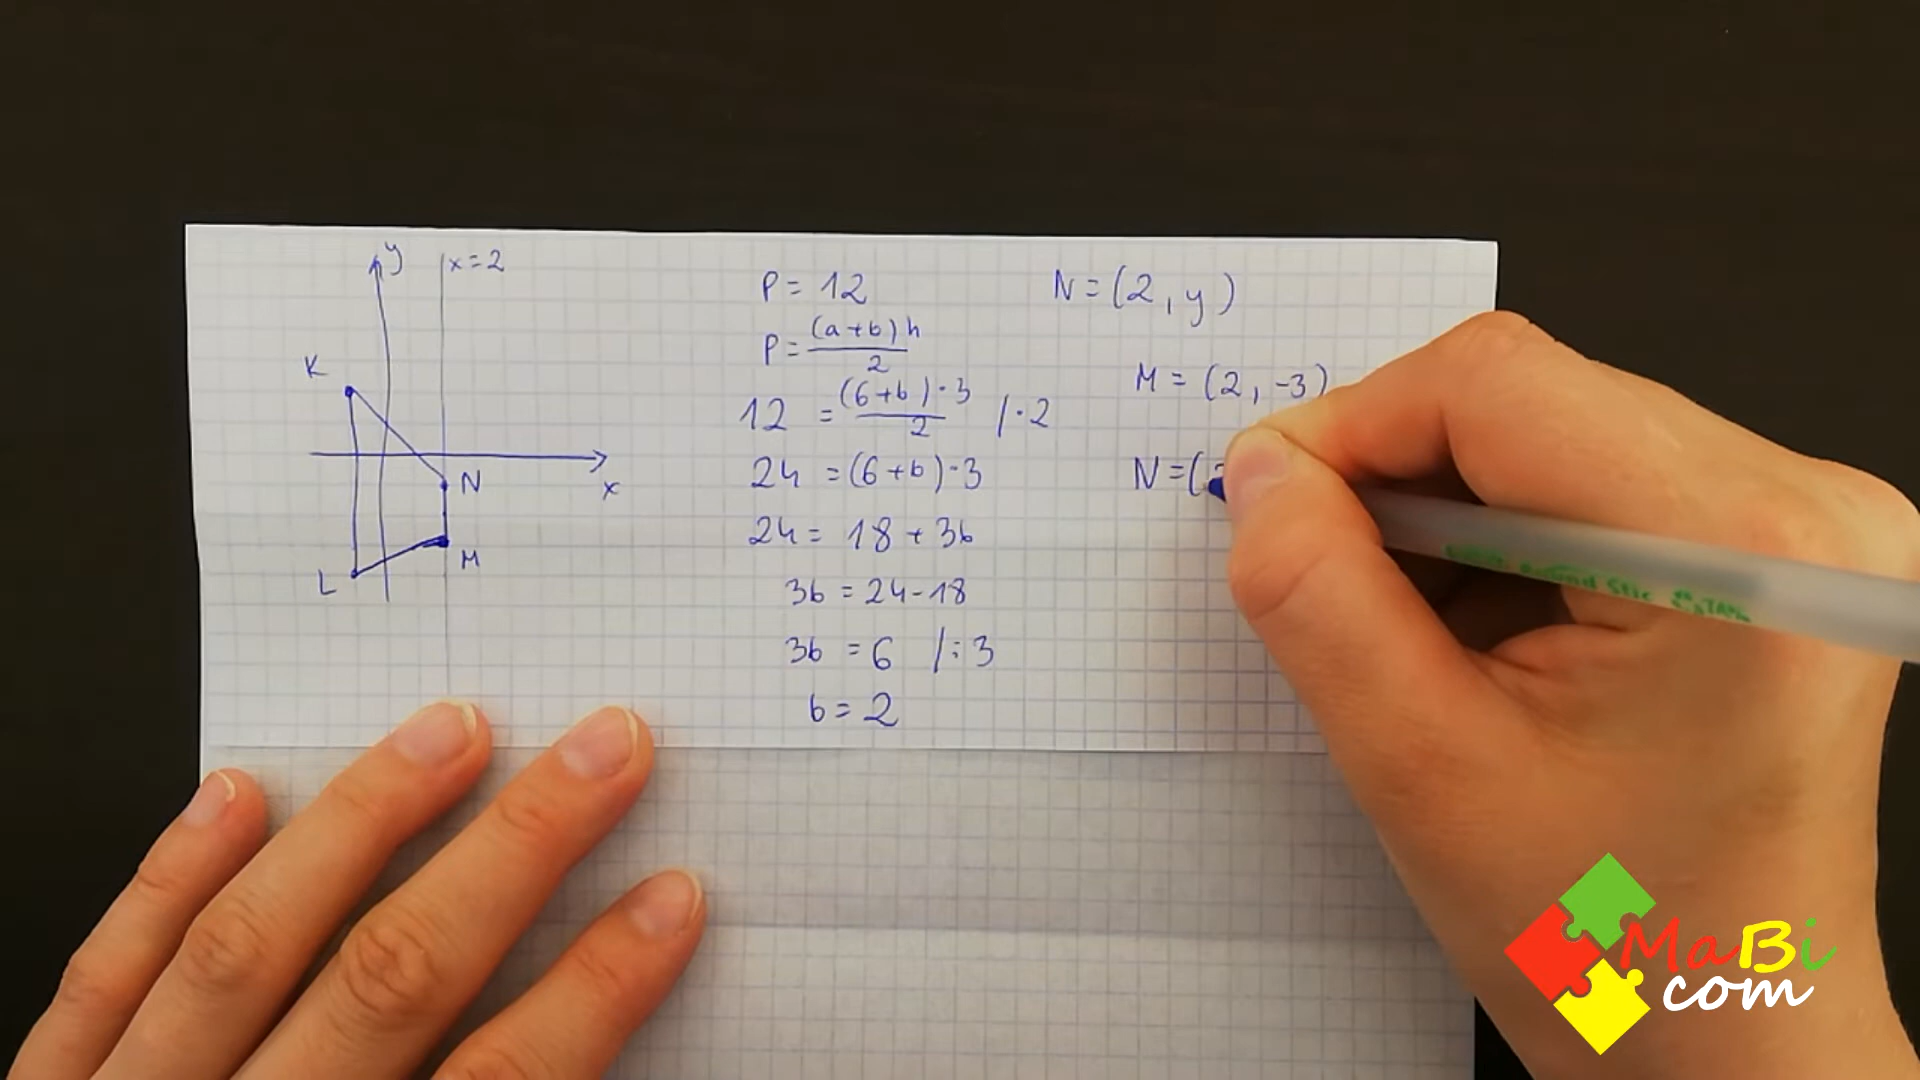 y
x=2
K
N
x
M
L
P = 12
P = (a+b)h / 2
12 = (6+b)·3 / 2 /·2
24 = (6+b)·3
24 = 18 + 3b
3b = 24-18
3b = 6 /:3
b = 2
N = (2, y)
M = (2, -3)
N = (2
MaBi
com